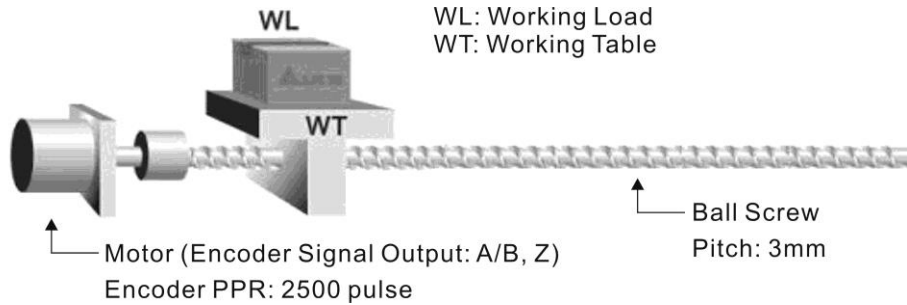 WL
WL: Working Load
WT: Working Table
WT
Ball Screw
Pitch: 3mm
Motor (Encoder Signal Output: A/B, Z)
Encoder PPR: 2500 pulse